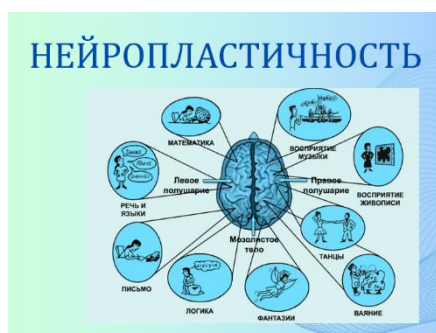 НЕЙРОПЛАСТИЧНОСТЬ
МАТЕМАТИКА
ВОСПРИЯТИЕ
МУЗЫКИ
Левое
полушарие
Правое
полушарие
РЕЧЬ И
ЯЗЫКИ
ВОСПРИЯТИЕ
ЖИВОПИСИ
Мозолистое
тело
ТАНЦЫ
ПИСЬМО
ЛОГИКА
ФАНТАЗИИ
ВАЯНИЕ